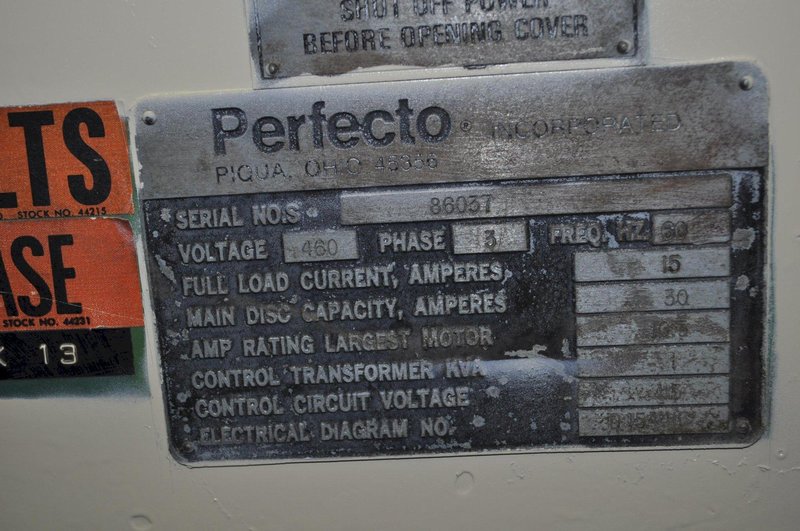 SHUT OFF POWER
BEFORE OPENING COVER
Perfecto® INCORPORATED
PIQUA, OHIO 45356
SERIAL NO.S 86037
VOLTAGE 460 PHASE 3 FREQ. HZ. 60
FULL LOAD CURRENT, AMPERES 15
MAIN DISC CAPACITY, AMPERES 30
AMP RATING LARGEST MOTOR
CONTROL TRANSFORMER KVA
CONTROL CIRCUIT VOLTAGE
ELECTRICAL DIAGRAM NO.
LTS
STOCK NO. 44215
ASE
STOCK NO. 44231
13